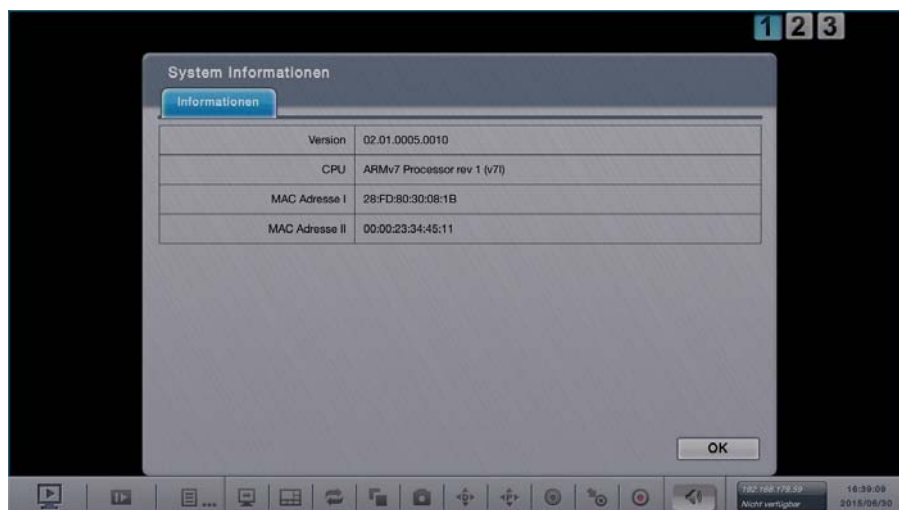 1 2 3
System Informationen
Informationen
Version 02.01.0005.0010
CPU ARMv7 Processor rev 1 (v7l)
MAC Adresse I 28:FD:80:30:08:1B
MAC Adresse II 00:00:23:34:45:11
OK
192.168.178.59 16:39:09
Nicht verfügbar 2015/06/30